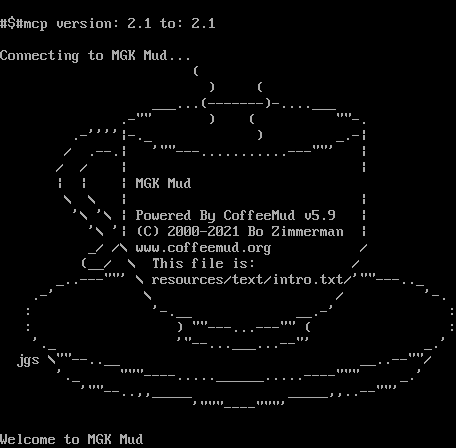 #$#mcp version: 2.1 to: 2.1
Connecting to MGK Mud...
MGK Mud
Powered By CoffeeMud v5.9
(C) 2000-2021 Bo Zimmerman
www.coffeemud.org
This file is:
resources/text/intro.txt/
jgs
Welcome to MGK Mud